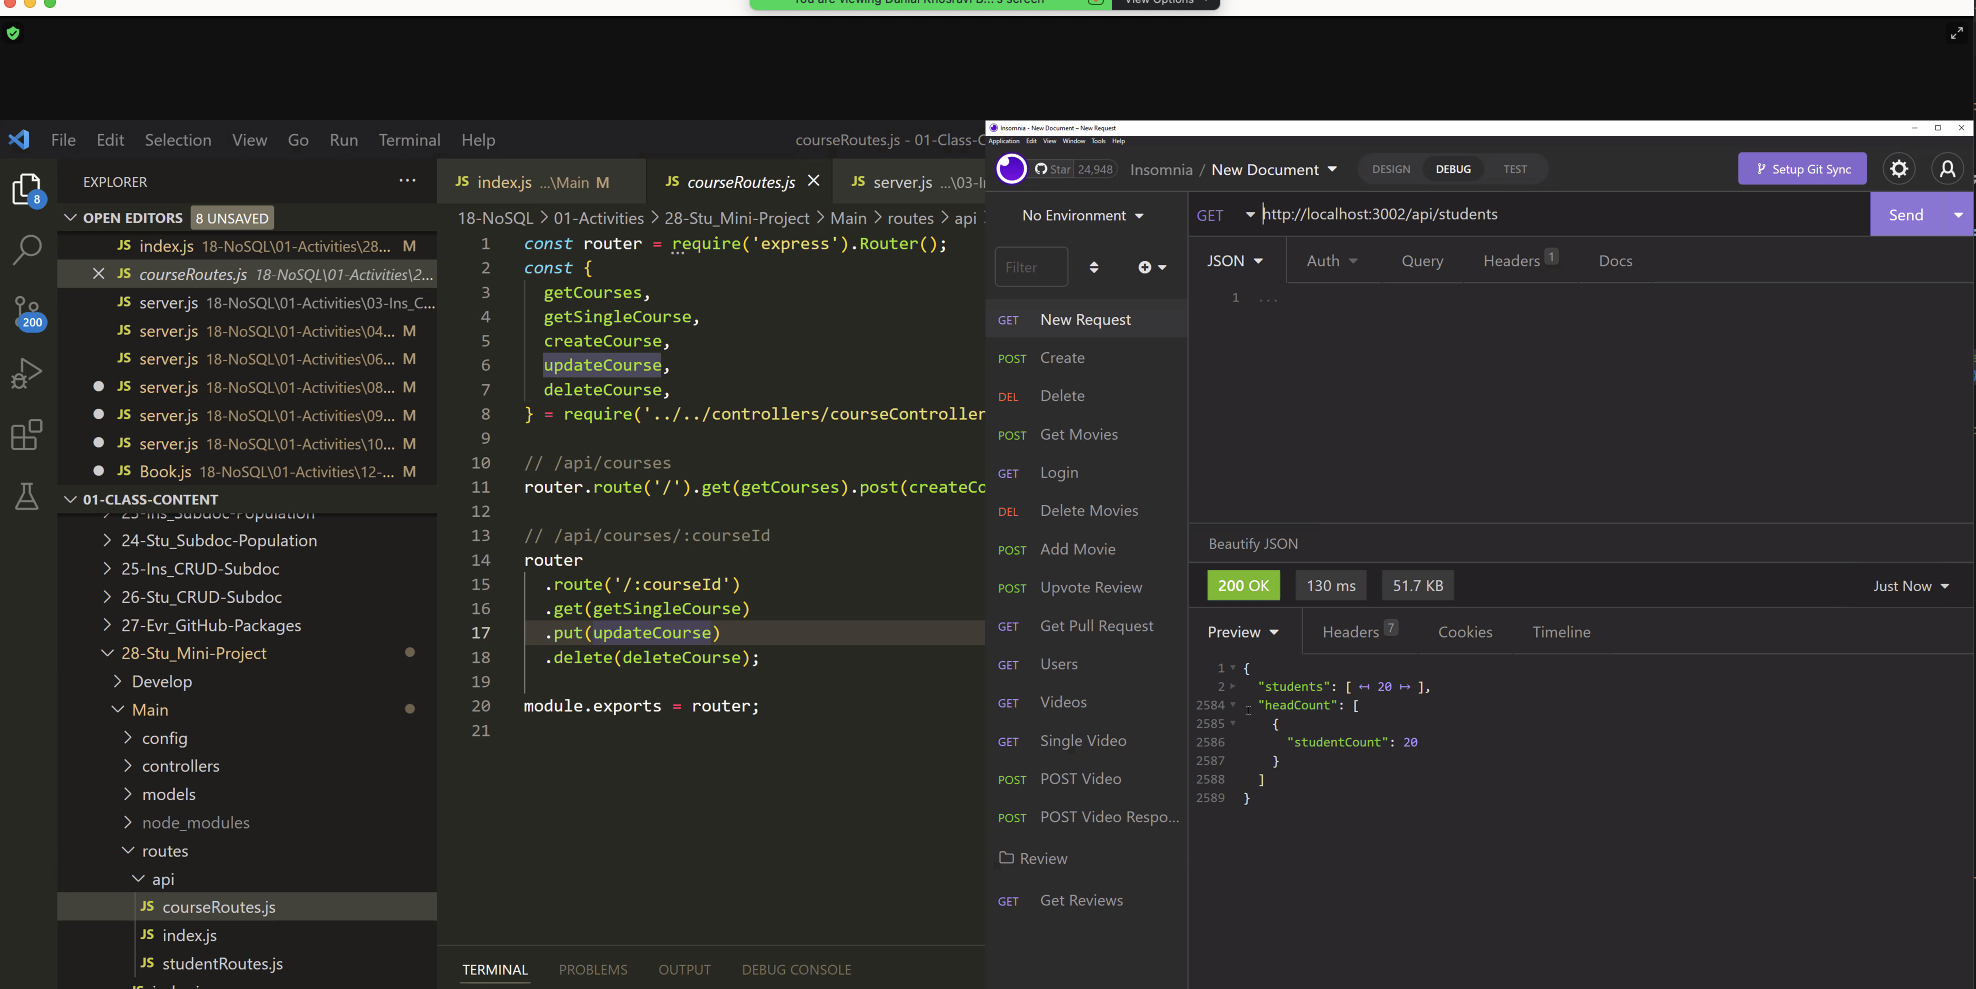 You are viewing Danial Khosravi B...'s screen
View Options
File Edit Selection View Go Run Terminal Help
courseRoutes.js - 01-Class-C
EXPLORER ...
OPEN EDITORS 8 UNSAVED
JS index.js 18-NoSQL\01-Activities\28... M
JS courseRoutes.js 18-NoSQL\01-Activities\2...
JS server.js 18-NoSQL\01-Activities\03-Ins_C...
JS server.js 18-NoSQL\01-Activities\04... M
JS server.js 18-NoSQL\01-Activities\06... M
JS server.js 18-NoSQL\01-Activities\08... M
JS server.js 18-NoSQL\01-Activities\09... M
JS server.js 18-NoSQL\01-Activities\10... M
JS Book.js 18-NoSQL\01-Activities\12-... M
8
200
01-CLASS-CONTENT
23-Ins_Subdoc-Population
24-Stu_Subdoc-Population
25-Ins_CRUD-Subdoc
26-Stu_CRUD-Subdoc
27-Evr_GitHub-Packages
28-Stu_Mini-Project
Develop
Main
config
controllers
models
node_modules
routes
api
JS courseRoutes.js
JS index.js
JS studentRoutes.js
JS index.js ...\Main M
JS courseRoutes.js
JS server.js ...\03-I
18-NoSQL > 01-Activities > 28-Stu_Mini-Project > Main > routes > api
1 const router = require('express').Router();
2 const {
3 getCourses,
4 getSingleCourse,
5 createCourse,
6 updateCourse,
7 deleteCourse,
8 } = require('../../controllers/courseController
9
10 // /api/courses
11 router.route('/').get(getCourses).post(createCo
12
13 // /api/courses/:courseId
14 router
15 .route('/:courseId')
16 .get(getSingleCourse)
17 .put(updateCourse)
18 .delete(deleteCourse);
19
20 module.exports = router;
21
TERMINAL PROBLEMS OUTPUT DEBUG CONSOLE
Insomnia - New Document – New Request
Application Edit View Window Tools Help
Star 24,948
Insomnia / New Document
DESIGN DEBUG TEST
Setup Git Sync
No Environment
Filter
GET New Request
POST Create
DEL Delete
POST Get Movies
GET Login
DEL Delete Movies
POST Add Movie
POST Upvote Review
GET Get Pull Request
GET Users
GET Videos
GET Single Video
POST POST Video
POST POST Video Respo...
Review
GET Get Reviews
GET http://localhost:3002/api/students
Send
JSON Auth Query Headers 1 Docs
1 ...
Beautify JSON
200 OK 130 ms 51.7 KB Just Now
Preview Headers 7 Cookies Timeline
1 {
2 "students": [ ↤ 20 ↦ ],
2584 "headCount": [
2585 {
2586 "studentCount": 20
2587 }
2588 ]
2589 }